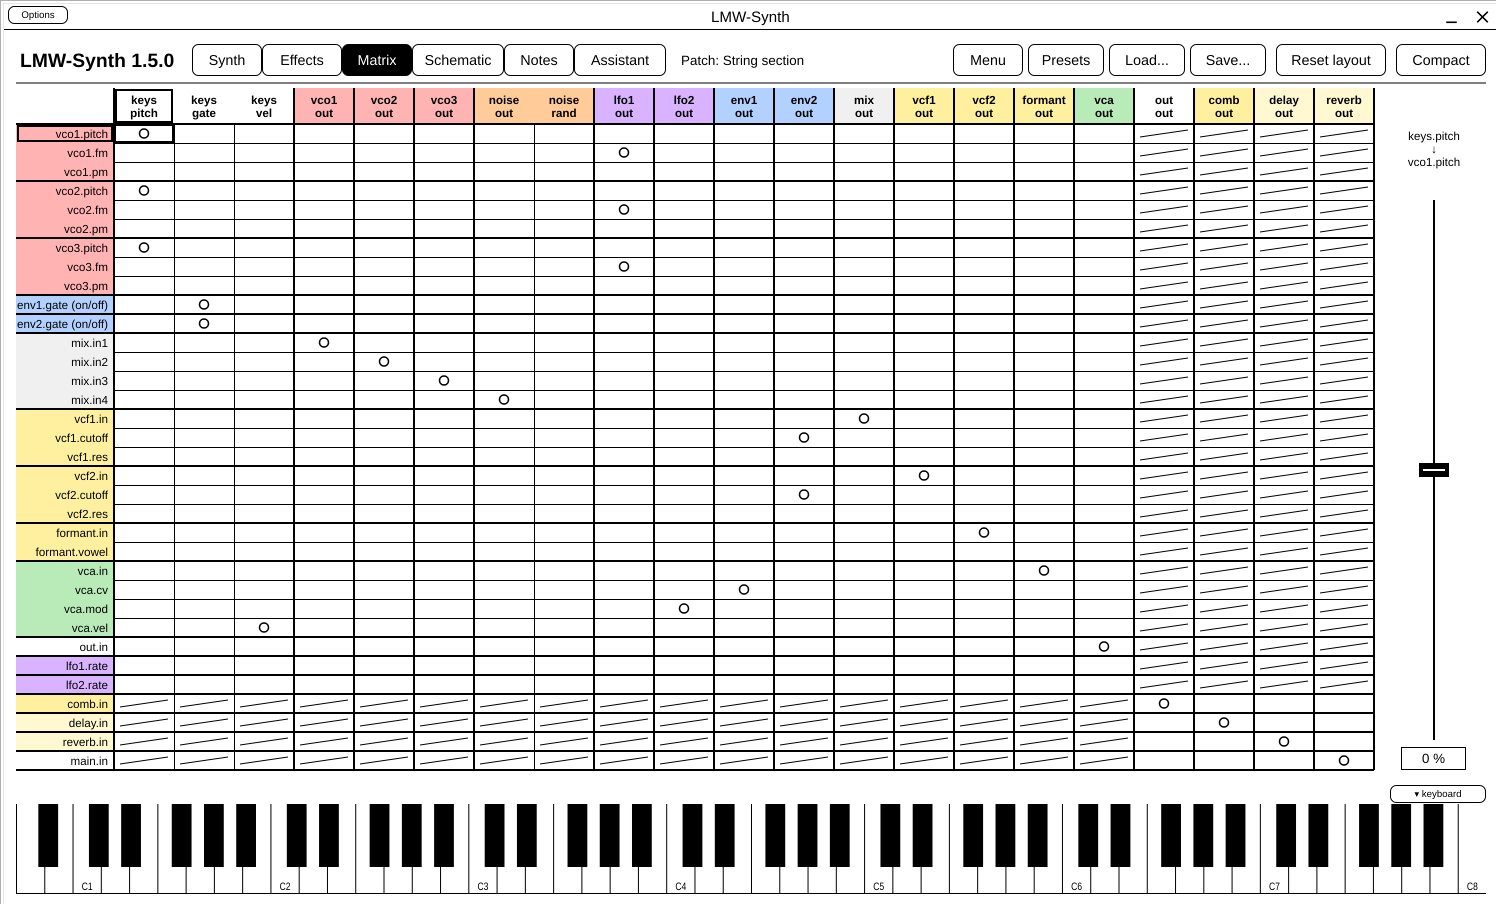 Options
LMW-Synth
LMW-Synth 1.5.0
Synth
Effects
Matrix
Schematic
Notes
Assistant
Patch: String section
Menu
Presets
Load...
Save...
Reset layout
Compact
keys pitch
keys gate
keys vel
vco1 out
vco2 out
vco3 out
noise out
noise rand
lfo1 out
lfo2 out
env1 out
env2 out
mix out
vcf1 out
vcf2 out
formant out
vca out
out out
comb out
delay out
reverb out
vco1.pitch
vco1.fm
vco1.pm
vco2.pitch
vco2.fm
vco2.pm
vco3.pitch
vco3.fm
vco3.pm
env1.gate (on/off)
env2.gate (on/off)
mix.in1
mix.in2
mix.in3
mix.in4
vcf1.in
vcf1.cutoff
vcf1.res
vcf2.in
vcf2.cutoff
vcf2.res
formant.in
formant.vowel
vca.in
vca.cv
vca.mod
vca.vel
out.in
lfo1.rate
lfo2.rate
comb.in
delay.in
reverb.in
main.in
keys.pitch
↓
vco1.pitch
0 %
▾ keyboard
C1
C2
C3
C4
C5
C6
C7
C8